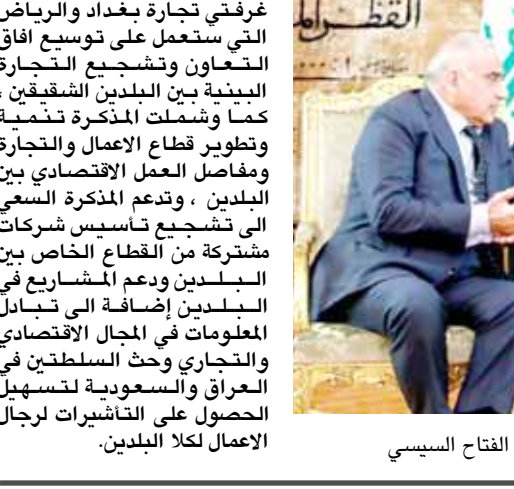 غرفتي تجارة بغداد والرياض
التي ستعمل على توسيع افاق
التعاون وتشجيع التجارة
البينية بين البلدين الشقيقين ،
كما وشملت المذكرة تنمية
وتطوير قطاع الاعمال والتجارة
ومفاصل العمل الاقتصادي بين
البلدين ، وتدعم المذكرة السعي
الى تشجيع تأسيس شركات
مشتركة من القطاع الخاص بين
البلدين ودعم المشاريع في
البلدين إضافة الى تبادل
المعلومات في المجال الاقتصادي
والتجاري وحث السلطتين في
العراق والسعودية لتسهيل
الحصول على التأشيرات لرجال
الاعمال لكلا البلدين.
الفتاح السيسي